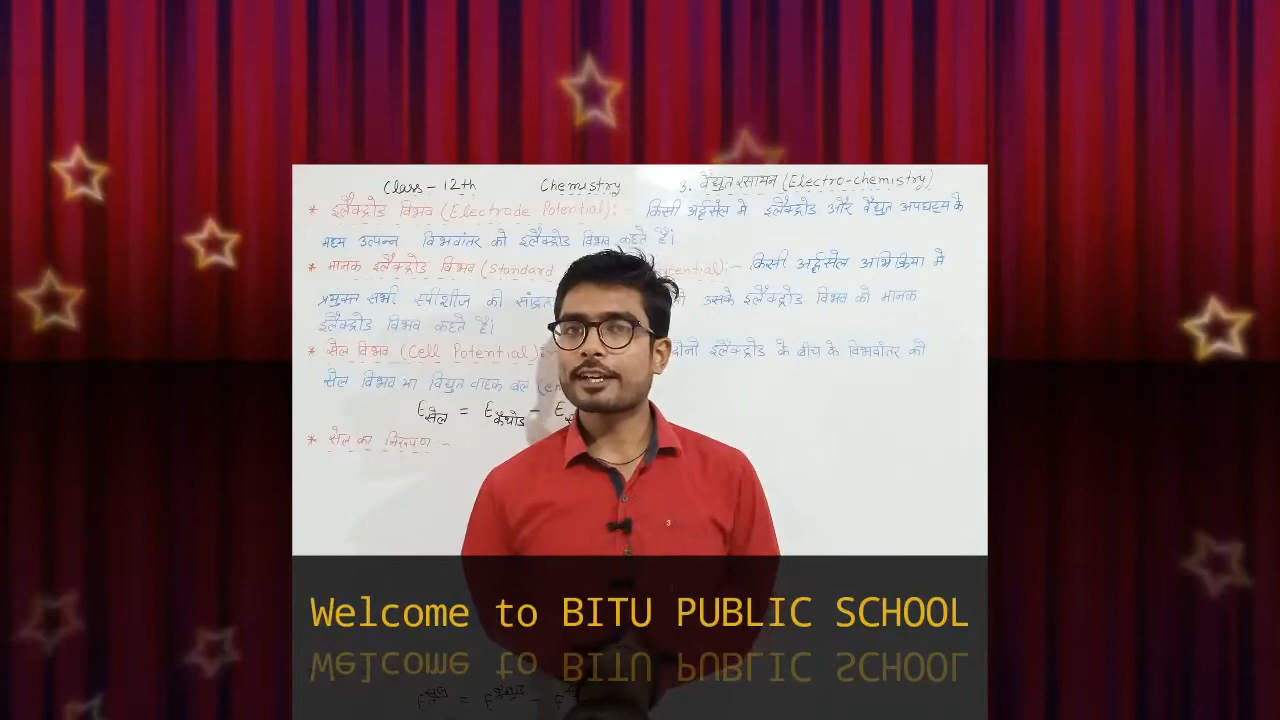 Class - 12th Chemistry 3. वैद्युत रसायन (Electro-chemistry)
* इलैक्ट्रोड विभव (Electrode Potential):- किसी अर्द्धसेल मे इलैक्ट्रोड और वैद्युत अपघट्य के
मध्य उत्पन्न विभवांतर को इलैक्ट्रोड विभव कहते है।
* मानक इलैक्ट्रोड विभव (Standard Potential):- किसी अर्द्धसेल अभिक्रिया मे
प्रयुक्त सभी स्पीशीज की सांद्रता उसके इलैक्ट्रोड विभव को मानक
इलैक्ट्रोड विभव कहते है।
* सेल विभव (Cell Potential):- दोनो इलैक्ट्रोड के बीच के विभवांतर को
सेल विभव या विद्युत वाहक बल
E सेल = E कैथोड - E
* सेल का निरूपण -
Welcome to BITU PUBLIC SCHOOL